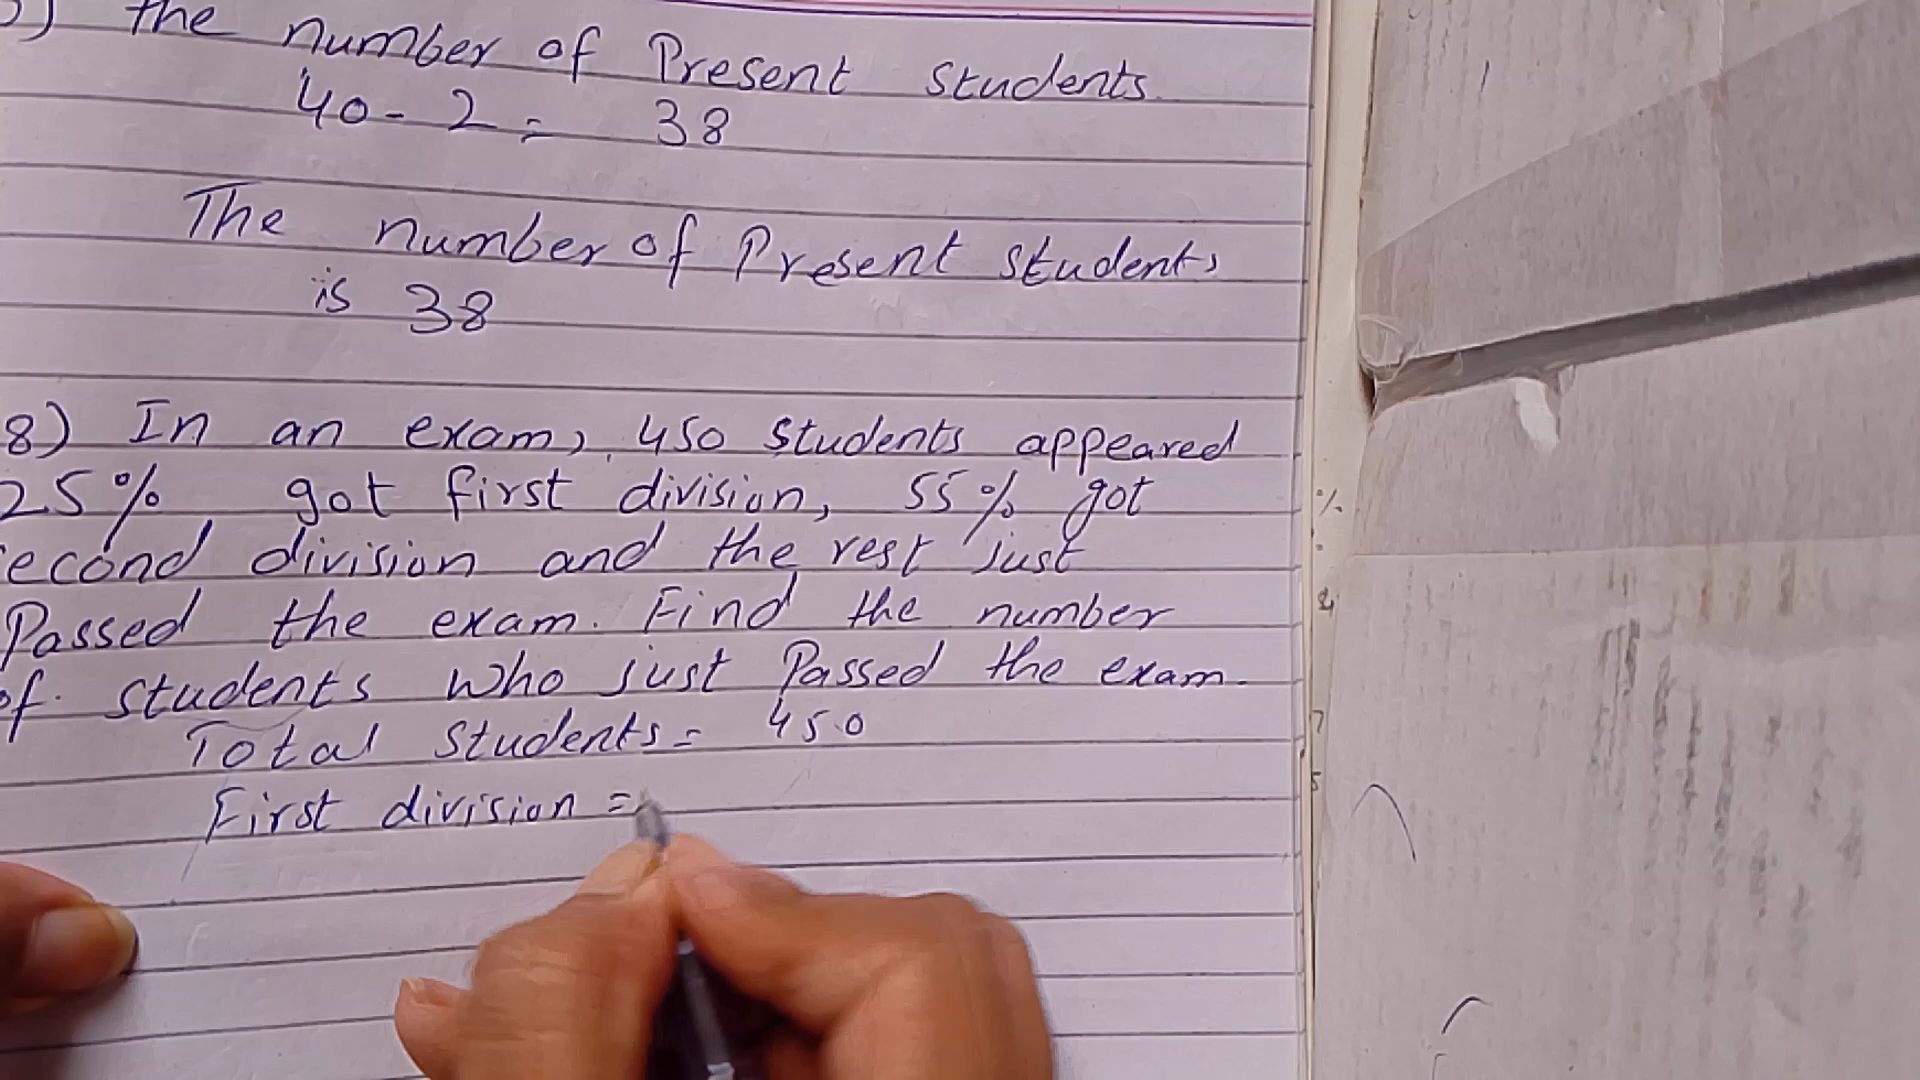 ) the number of Present students.
40 - 2 = 38
The number of Present students
is 38
8) In an exam, 450 students appeared
25% got first division, 55% got
second division and the rest just
Passed the exam. Find the number
of students who just Passed the exam.
Total students = 450
First division =